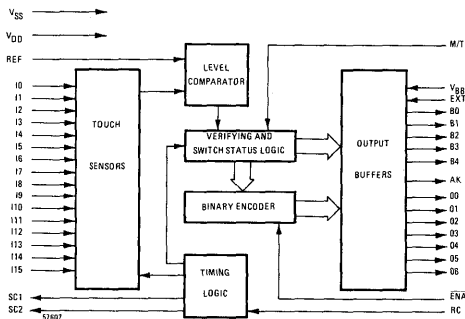 VSS
VDD
REF
I0
I1
I2
I3
I4
I5
I6
I7
I8
I9
I10
I11
I12
I13
I14
I15
SC1
SC2
TOUCH
SENSORS
LEVEL
COMPARATOR
VERIFYING AND
SWITCH STATUS LOGIC
BINARY ENCODER
TIMING
LOGIC
OUTPUT
BUFFERS
M/T
VBB
EXT
B0
B1
B2
B3
B4
AK
O0
O1
O2
O3
O4
O5
O6
ENA
RC